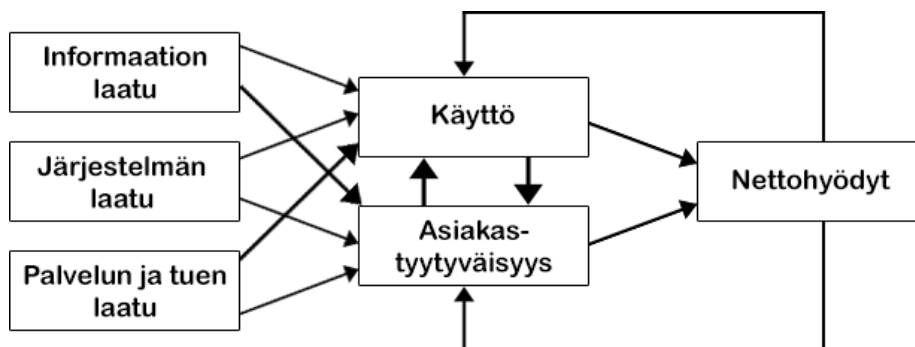 Informaation
laatu
Järjestelmän
laatu
Palvelun ja tuen
laatu
Käyttö
Asiakas-
tyytyväisyys
Nettohyödyt